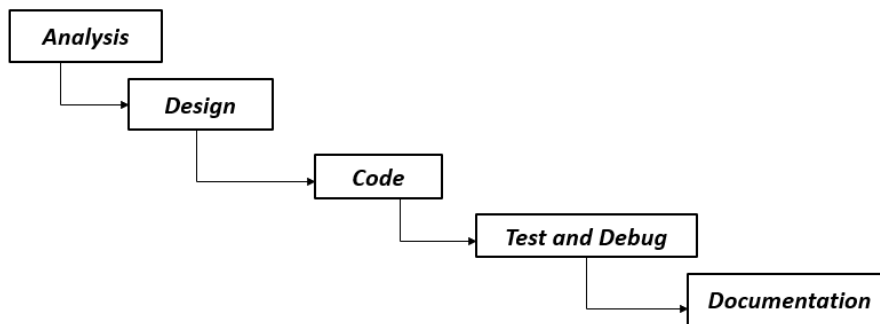 Analysis
Design
Code
Test and Debug
Documentation